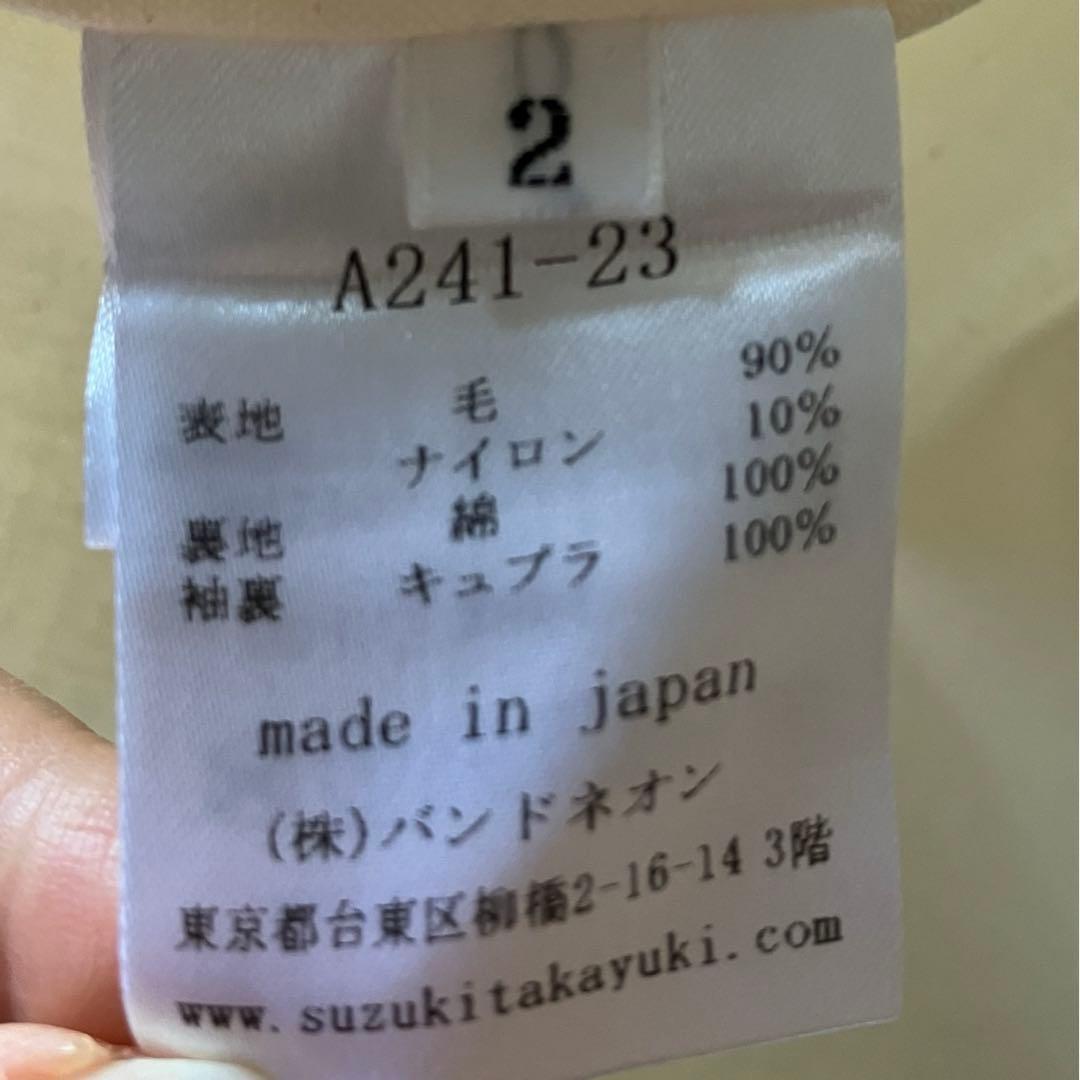 2
A241-23
表地 毛 90%
ナイロン 10%
裏地 綿 100%
袖裏 キュプラ 100%
made in japan
(株)バンドネオン
東京都台東区柳橋2-16-14 3階
www.suzukitakayuki.com